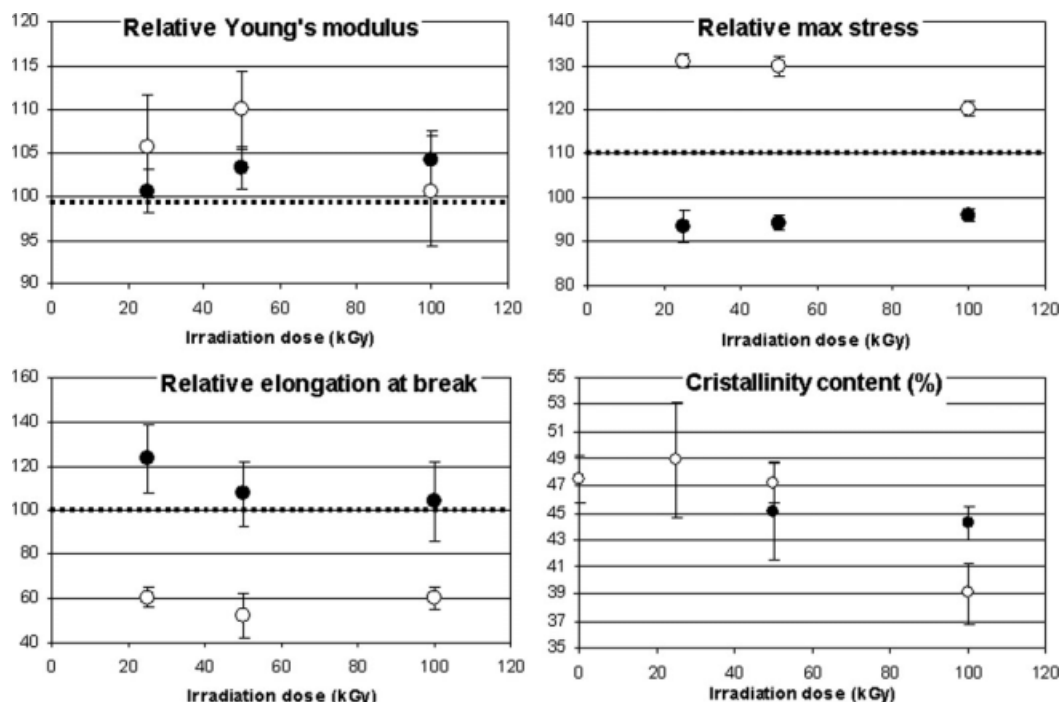 Relative Young's modulus
120
115
110
105
100
95
90
0 20 40 60 80 100 120
Irradiation dose (kGy)
Relative max stress
140
130
120
110
100
90
80
0 20 40 60 80 100 120
Irradiation dose (kGy)
Relative elongation at break
160
140
120
100
80
60
40
0 20 40 60 80 100 120
Irradiation dose (kGy)
Cristallinity content (%)
55
53
51
49
47
45
43
41
39
37
35
0 20 40 60 80 100 120
Irradiation dose (kGy)